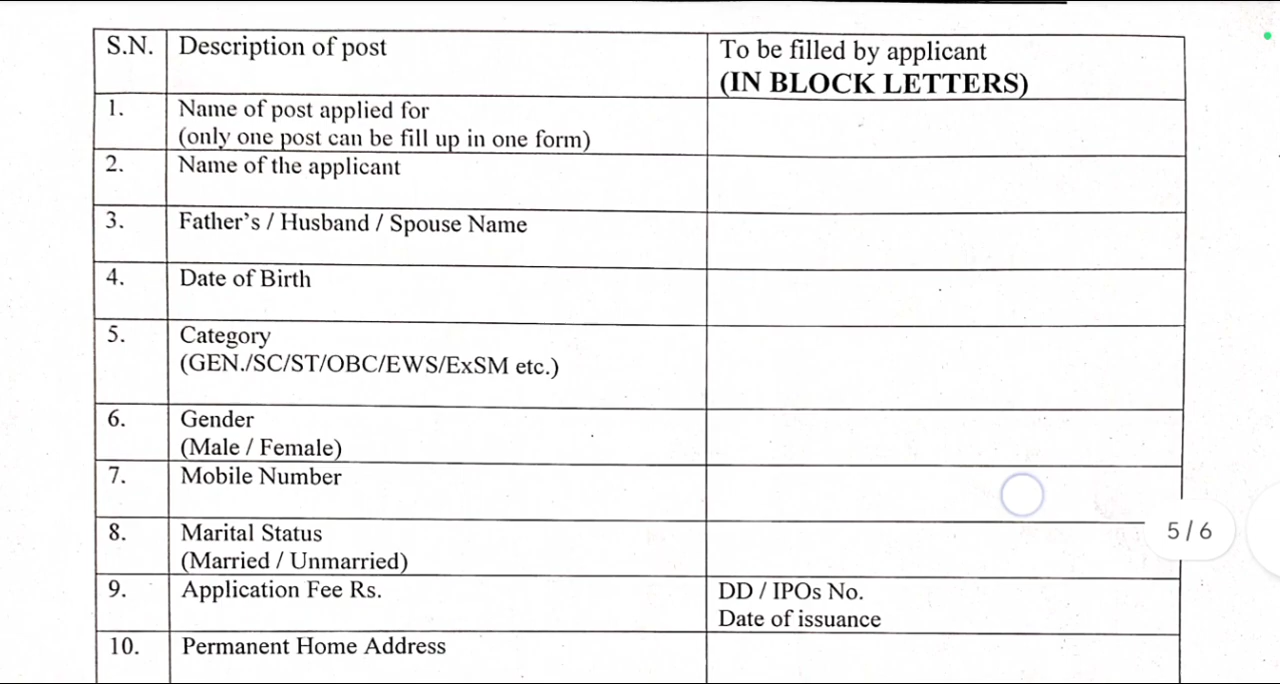 S.N. Description of post To be filled by applicant
(IN BLOCK LETTERS)
1. Name of post applied for
(only one post can be fill up in one form)
2. Name of the applicant
3. Father's / Husband / Spouse Name
4. Date of Birth
5. Category
(GEN./SC/ST/OBC/EWS/ExSM etc.)
6. Gender
(Male / Female)
7. Mobile Number
8. Marital Status
(Married / Unmarried)
5 / 6
9. Application Fee Rs. DD / IPOs No.
Date of issuance
10. Permanent Home Address